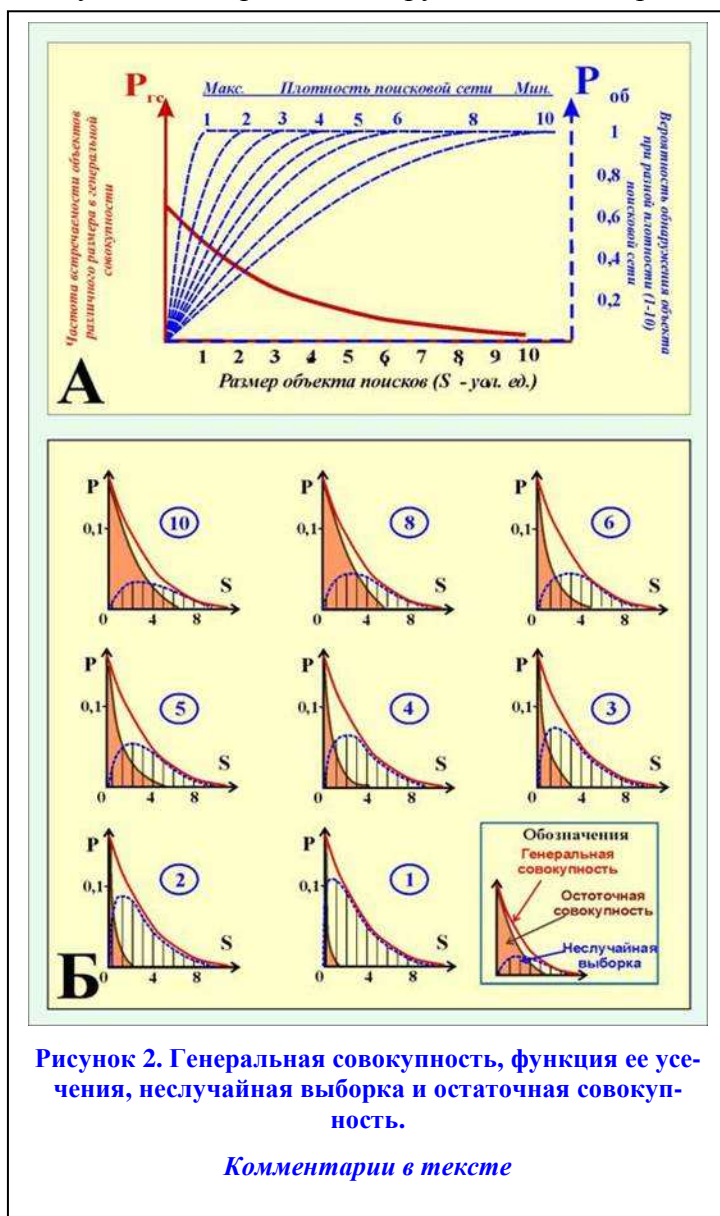 Р гс
Макс. Плотность поисковой сети Мин.
Р об
1 2 3 4 5 6 8 10
Частота встречаемости объектов
различного размера в генеральной
совокупности
1
0,8
0,6
0,4
0,2
Вероятность обнаружения объекта
при разной плотности (1-10)
поисковой сети
1 2 3 4 5 6 7 8 9 10
Размер объекта поисков (S - усл. ед.)
А
Р
0,1
10
S
0 4 8
Р
0,1
8
S
0 4 8
Р
0,1
6
S
0 4 8
Р
0,1
5
S
0 4 8
Р
0,1
4
S
0 4 8
Р
0,1
3
S
0 4 8
Р
0,1
2
S
0 4 8
Р
0,1
1
S
0 4 8
Обозначения
Генеральная
совокупность
Остоточная
совокупность
Неслучайная
выборка
Б
Рисунок 2. Генеральная совокупность, функция ее усе-
чения, неслучайная выборка и остаточная совокуп-
ность.
Комментарии в тексте